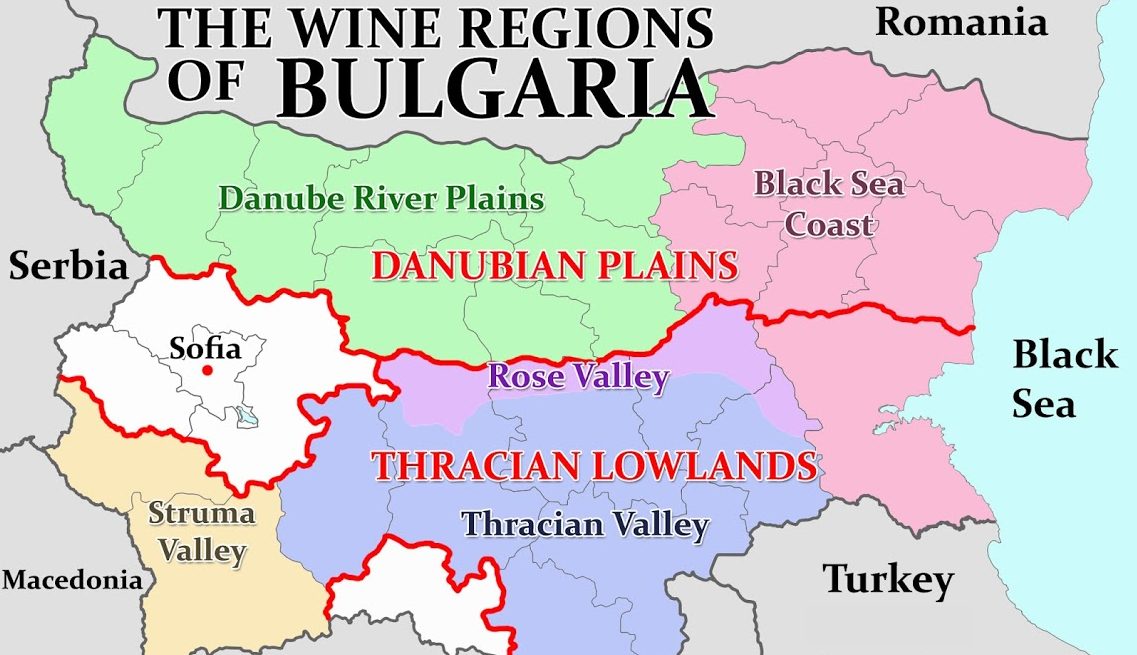 THE WINE REGIONS
OF BULGARIA
Romania
Danube River Plains
Black Sea
Coast
Serbia
DANUBIAN PLAINS
Sofia
Black
Sea
Rose Valley
THRACIAN LOWLANDS
Struma
Valley
Thracian Valley
Macedonia
Turkey